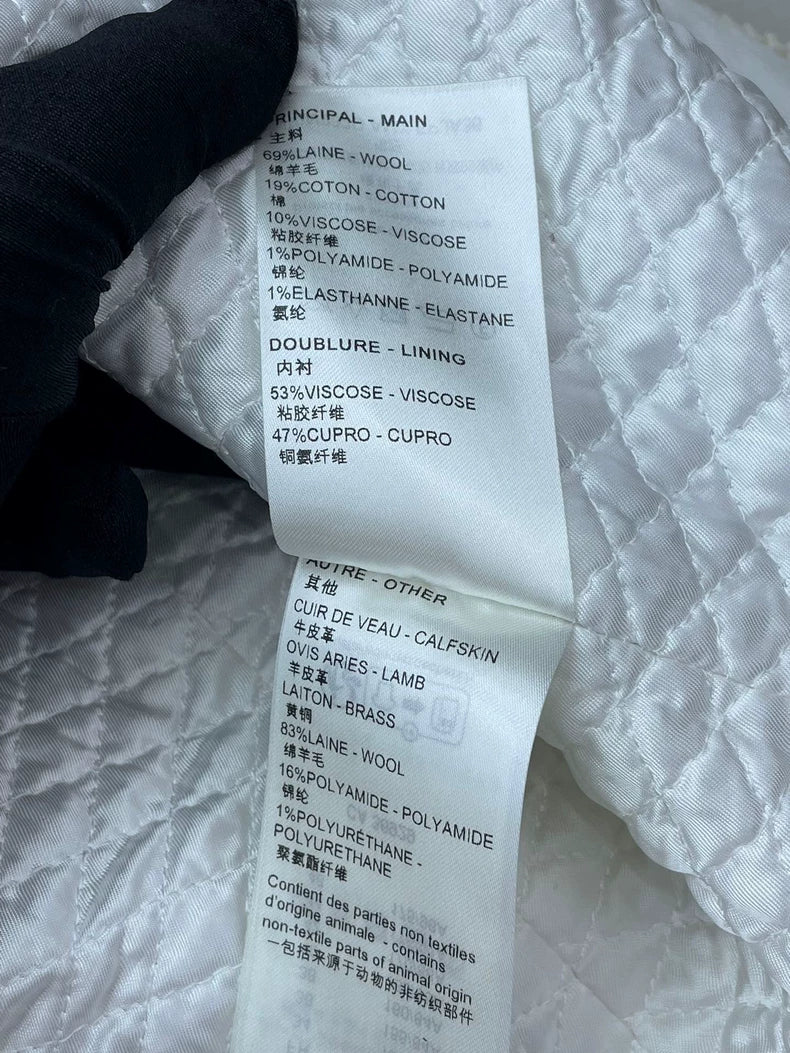 PRINCIPAL - MAIN
主料
69%LAINE - WOOL
绵羊毛
19%COTON - COTTON
棉
10%VISCOSE - VISCOSE
粘胶纤维
1%POLYAMIDE - POLYAMIDE
锦纶
1%ELASTHANNE - ELASTANE
氨纶
DOUBLURE - LINING
内衬
53%VISCOSE - VISCOSE
粘胶纤维
47%CUPRO - CUPRO
铜氨纤维
AUTRE - OTHER
其他
CUIR DE VEAU - CALFSKIN
牛皮革
OVIS ARIES - LAMB
羊皮革
LAITON - BRASS
黄铜
83%LAINE - WOOL
绵羊毛
16%POLYAMIDE - POLYAMIDE
锦纶
1%POLYURÉTHANE -
POLYURETHANE
聚氨酯纤维
Contient des parties non textiles
d'origine animale - contains
non-textile parts of animal origin
一包括来源于动物的非纺织部件